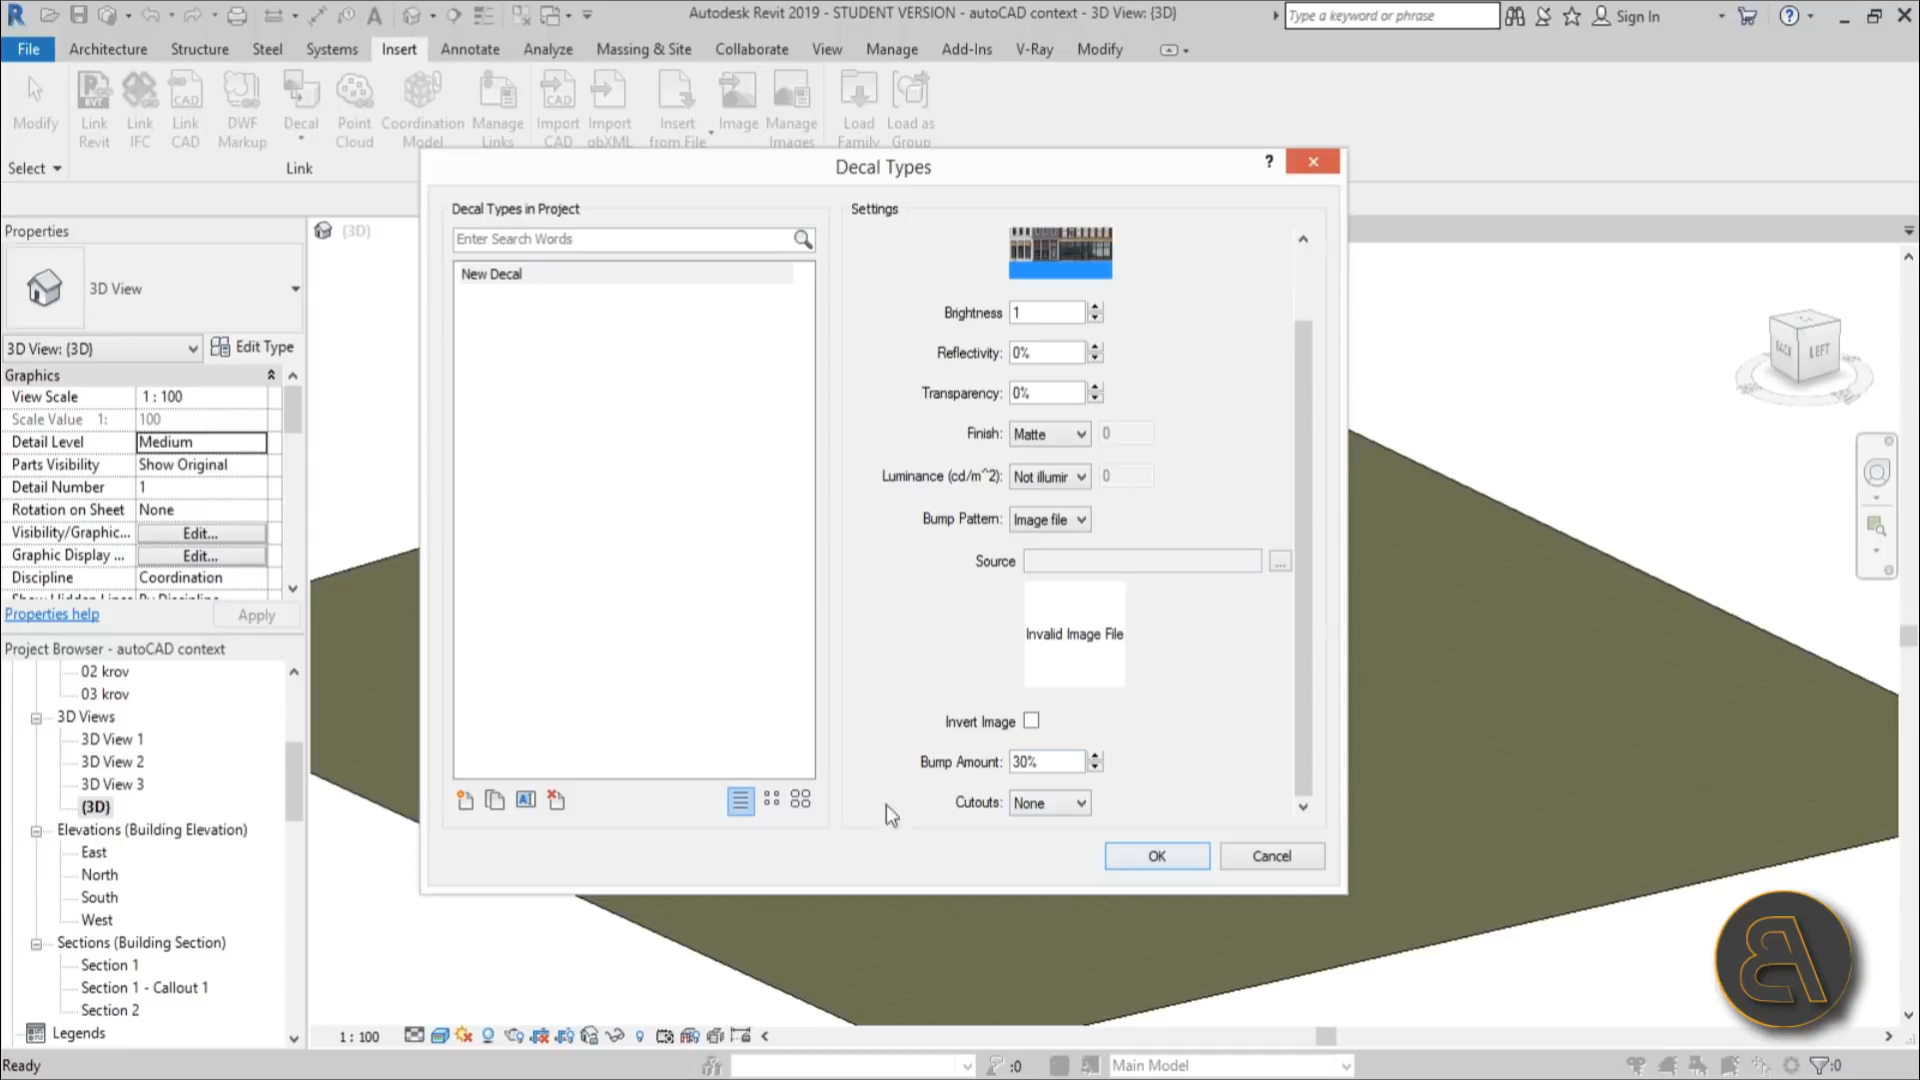 Autodesk Revit 2019 - STUDENT VERSION - autoCAD context - 3D View: {3D}
Type a keyword or phrase
Sign In
File Architecture Structure Steel Systems Insert Annotate Analyze Massing & Site Collaborate View Manage Add-Ins V-Ray Modify
Modify
Link Revit
Link IFC
Link CAD
DWF Markup
Decal
Point Cloud
Coordination Model
Manage Links
Import CAD
Import gbXML
Insert from File
Image
Manage Images
Load Family
Load as Group
Select
Link
Properties
{3D}
3D View
3D View: {3D}
Edit Type
Graphics
View Scale 1 : 100
Scale Value 1: 100
Detail Level Medium
Parts Visibility Show Original
Detail Number 1
Rotation on Sheet None
Visibility/Graphic... Edit...
Graphic Display ... Edit...
Discipline Coordination
Show Hidden Lines By Discipline
Properties help
Apply
Project Browser - autoCAD context
02 krov
03 krov
3D Views
3D View 1
3D View 2
3D View 3
{3D}
Elevations (Building Elevation)
East
North
South
West
Sections (Building Section)
Section 1
Section 1 - Callout 1
Section 2
Legends
Decal Types
?
Decal Types in Project
Enter Search Words
New Decal
Settings
Brightness 1
Reflectivity: 0%
Transparency: 0%
Finish: Matte 0
Luminance (cd/m^2): Not illumir 0
Bump Pattern: Image file
Source ...
Invalid Image File
Invert Image
Bump Amount: 30%
Cutouts: None
OK
Cancel
BACK LEFT
1 : 100
Ready
:0
Main Model
:0